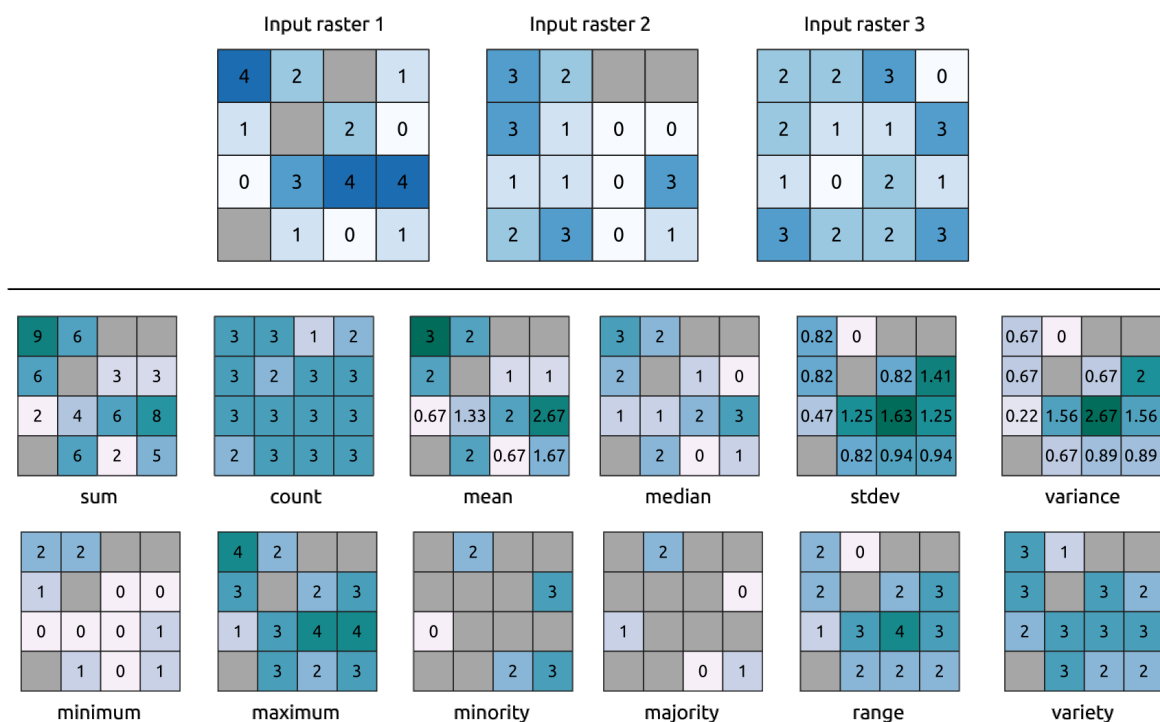 Input raster 1 Input raster 2 Input raster 3
4 2 1 3 2 2 2 3 0
1 2 0 3 1 0 0 2 1 1 3
0 3 4 4 1 1 0 3 1 0 2 1
1 0 1 2 3 0 1 3 2 2 3
9 6 3 3 1 2 3 2 3 2 0.82 0 0.67 0
6 3 3 3 2 3 3 2 1 1 2 1 0 0.82 0.82 1.41 0.67 0.67 2
2 4 6 8 3 3 3 3 0.67 1.33 2 2.67 1 1 2 3 0.47 1.25 1.63 1.25 0.22 1.56 2.67 1.56
6 2 5 2 3 3 3 2 0.67 1.67 2 0 1 0.82 0.94 0.94 0.67 0.89 0.89
sum count mean median stdev variance
2 2 4 2 2 2 2 0 3 1
1 0 0 3 2 3 3 0 2 2 3 3 3 2
0 0 0 1 1 3 4 4 0 1 1 3 4 3 2 3 3 3
1 0 1 3 2 3 2 3 0 1 2 2 2 3 2 2
minimum maximum minority majority range variety